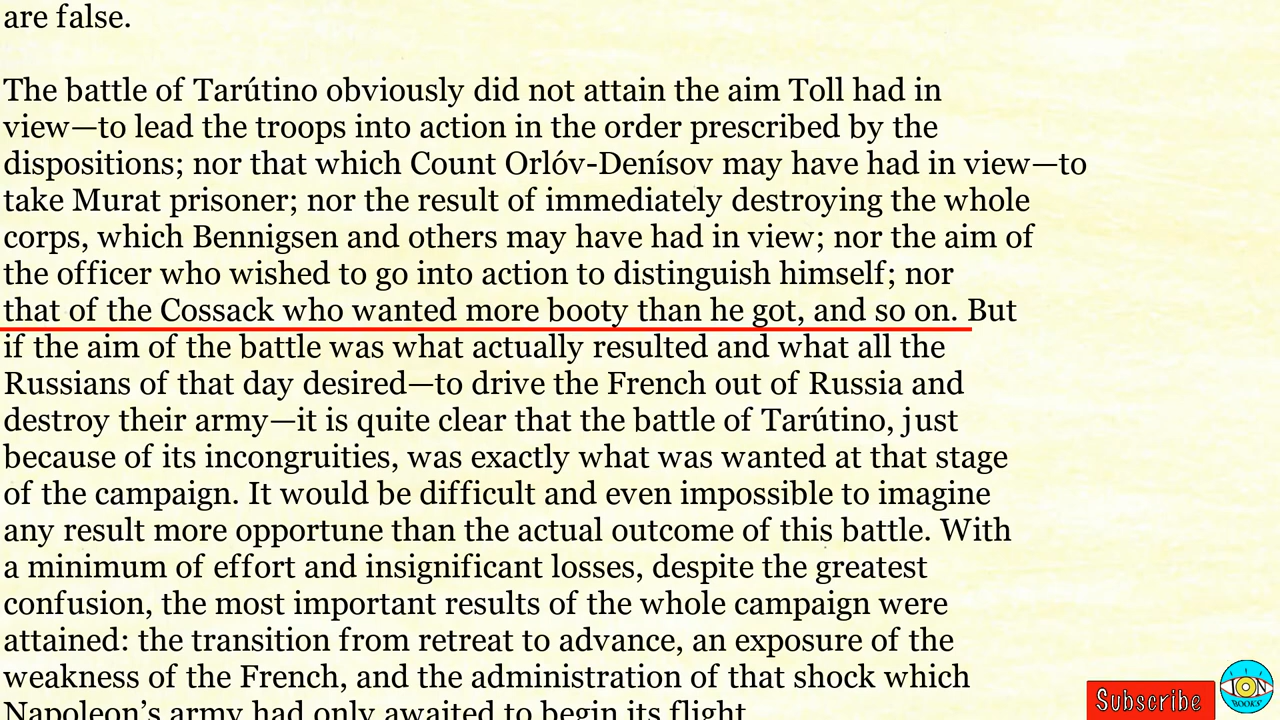 are false.
The battle of Tarútino obviously did not attain the aim Toll had in
view—to lead the troops into action in the order prescribed by the
dispositions; nor that which Count Orlóv-Denísov may have had in view—to
take Murat prisoner; nor the result of immediately destroying the whole
corps, which Bennigsen and others may have had in view; nor the aim of
the officer who wished to go into action to distinguish himself; nor
that of the Cossack who wanted more booty than he got, and so on. But
if the aim of the battle was what actually resulted and what all the
Russians of that day desired—to drive the French out of Russia and
destroy their army—it is quite clear that the battle of Tarútino, just
because of its incongruities, was exactly what was wanted at that stage
of the campaign. It would be difficult and even impossible to imagine
any result more opportune than the actual outcome of this battle. With
a minimum of effort and insignificant losses, despite the greatest
confusion, the most important results of the whole campaign were
attained: the transition from retreat to advance, an exposure of the
weakness of the French, and the administration of that shock which
Napoleon’s army had only awaited to begin its flight
Subscribe
ION
BOOKS